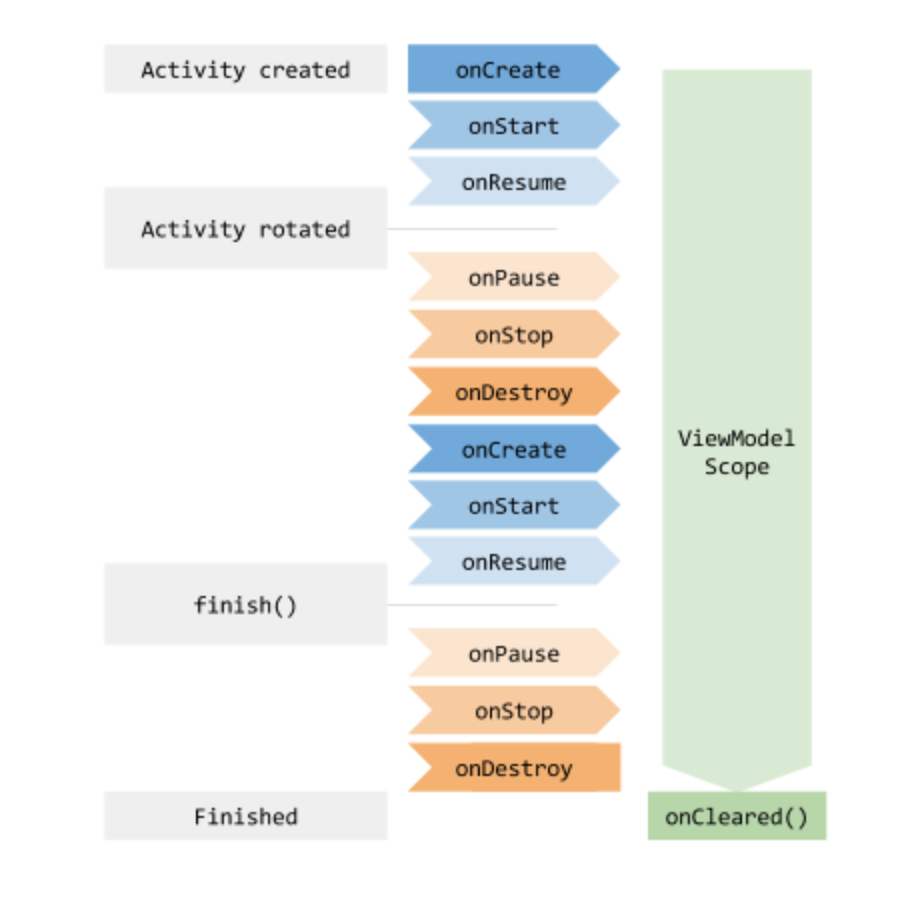 Activity created
onCreate
onStart
onResume
Activity rotated
onPause
onStop
onDestroy
onCreate
onStart
onResume
finish()
onPause
onStop
onDestroy
Finished
ViewModel
Scope
onCleared()